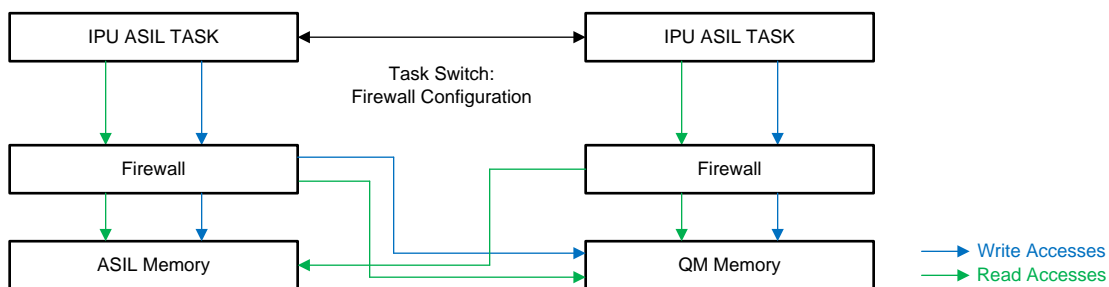 IPU ASIL TASK
IPU ASIL TASK
Task Switch:
Firewall Configuration
Firewall
Firewall
ASIL Memory
QM Memory
Write Accesses
Read Accesses